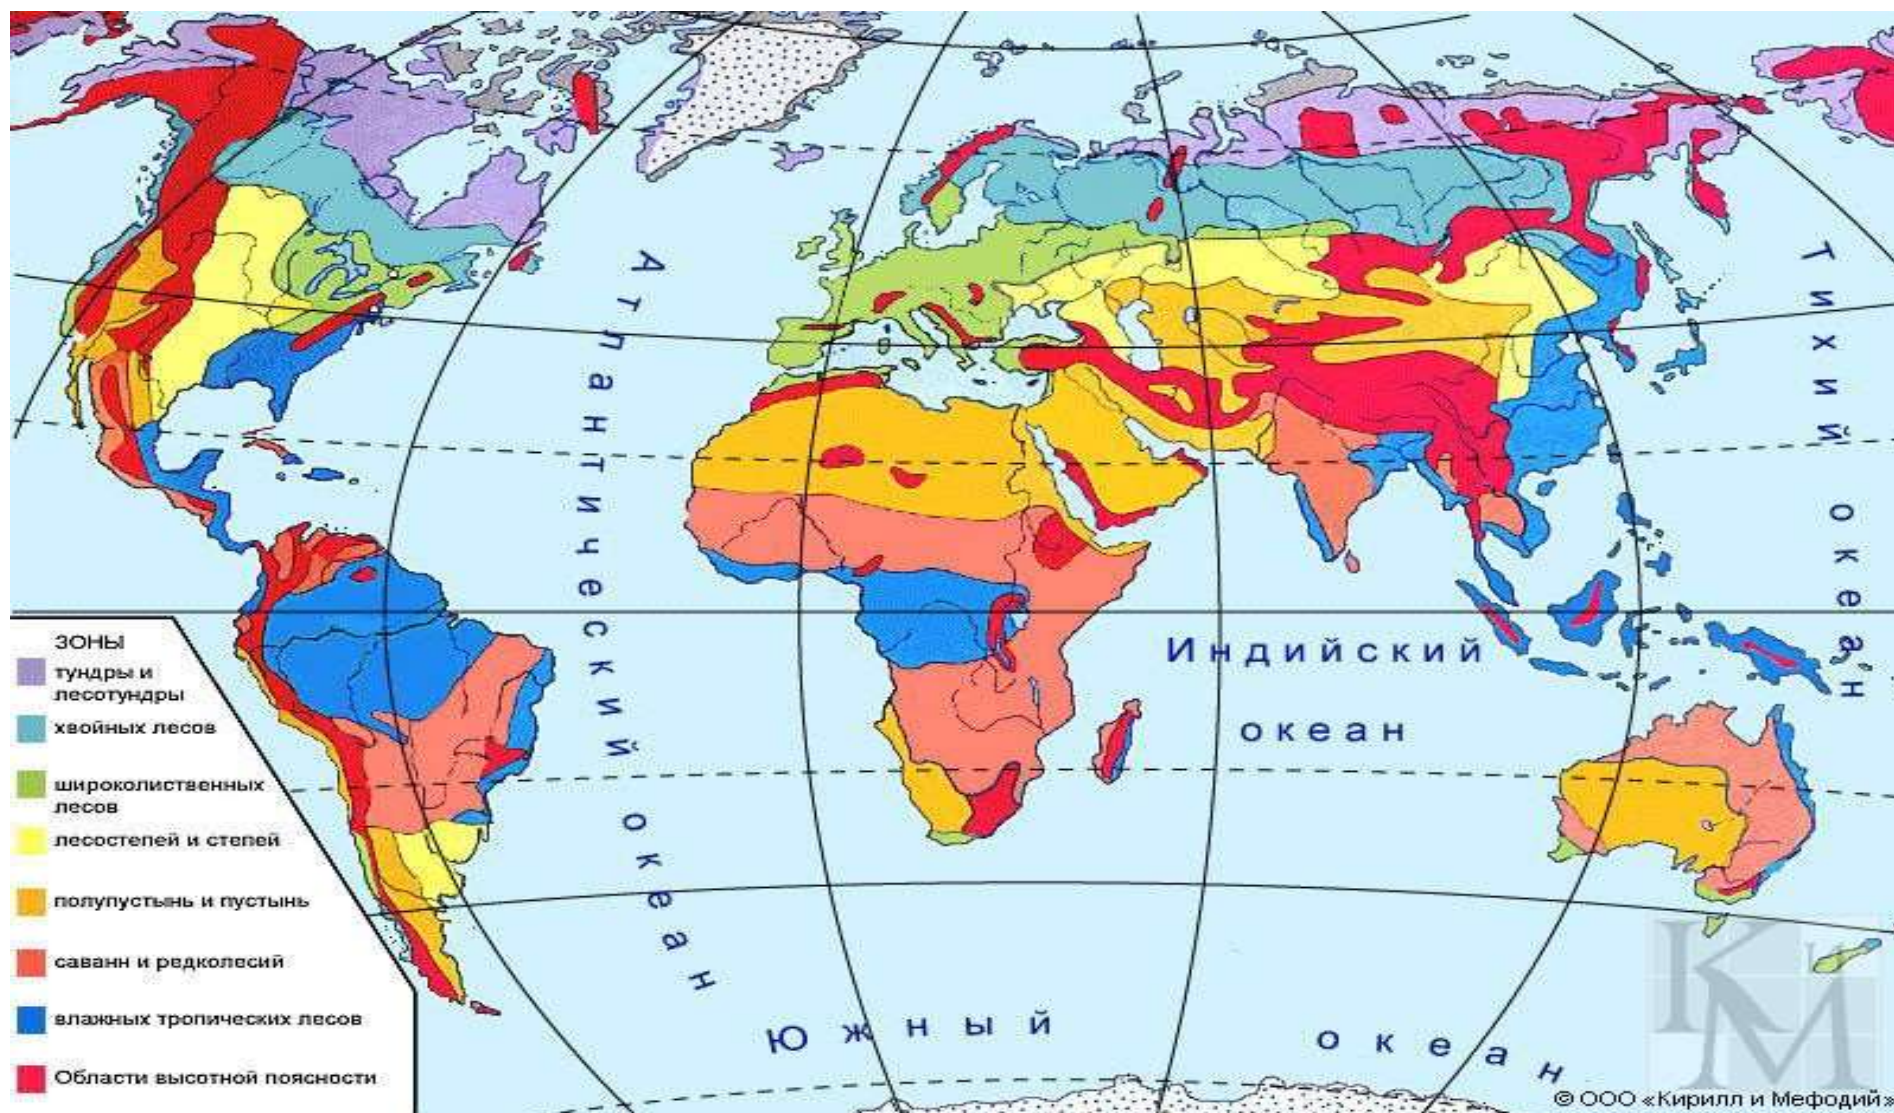 Атлантический океан
Тихий океан
Индийский
океан
Южный океан
ЗОНЫ
тундры и
лесотундры
хвойных лесов
широколиственных
лесов
лесостепей и степей
полупустынь и пустынь
саванн и редколесий
влажных тропических лесов
Области высотной поясности
КМ
© ООО «Кирилл и Мефодий»